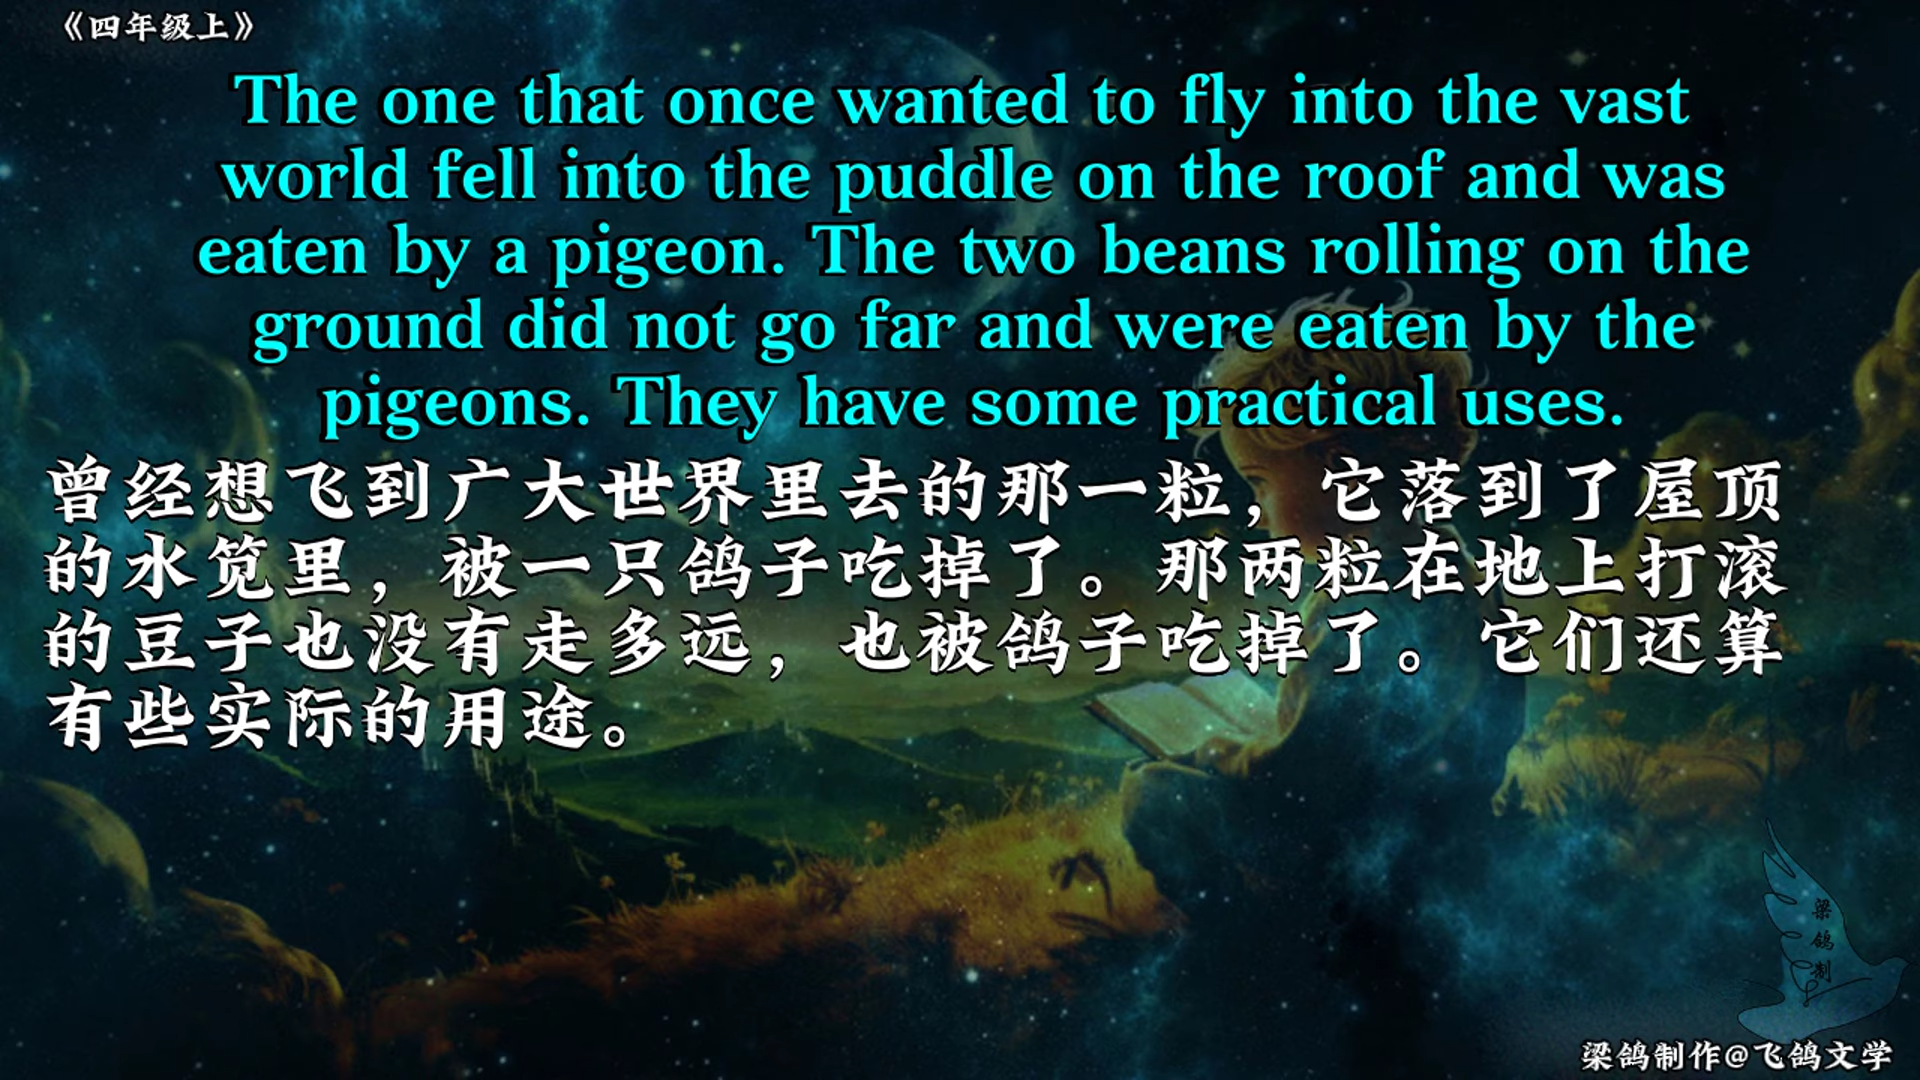 《四年级上》
The one that once wanted to fly into the vast
world fell into the puddle on the roof and was
eaten by a pigeon. The two beans rolling on the
ground did not go far and were eaten by the
pigeons. They have some practical uses.
曾经想飞到广大世界里去的那一粒，它落到了屋顶
的水笕里，被一只鸽子吃掉了。那两粒在地上打滚
的豆子也没有走多远，也被鸽子吃掉了。它们还算
有些实际的用途。
梁
鸽
制
梁鸽制作@飞鸽文学